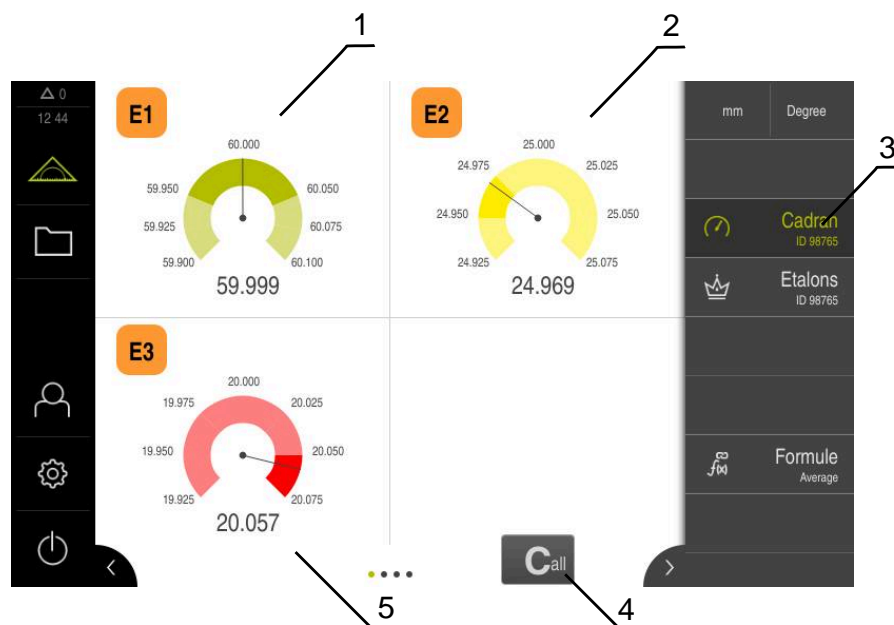 1
2
3
4
5
0
12 44
E1
60.000
59.950
60.050
59.925
60.075
59.900
60.100
59.999
E2
25.000
24.975
25.025
24.950
25.050
24.925
25.075
24.969
E3
20.000
19.975
20.025
19.950
20.050
19.925
20.075
20.057
Call
mm
Degree
Cadran
ID 98765
Etalons
ID 98765
f(x)
Formule
Average